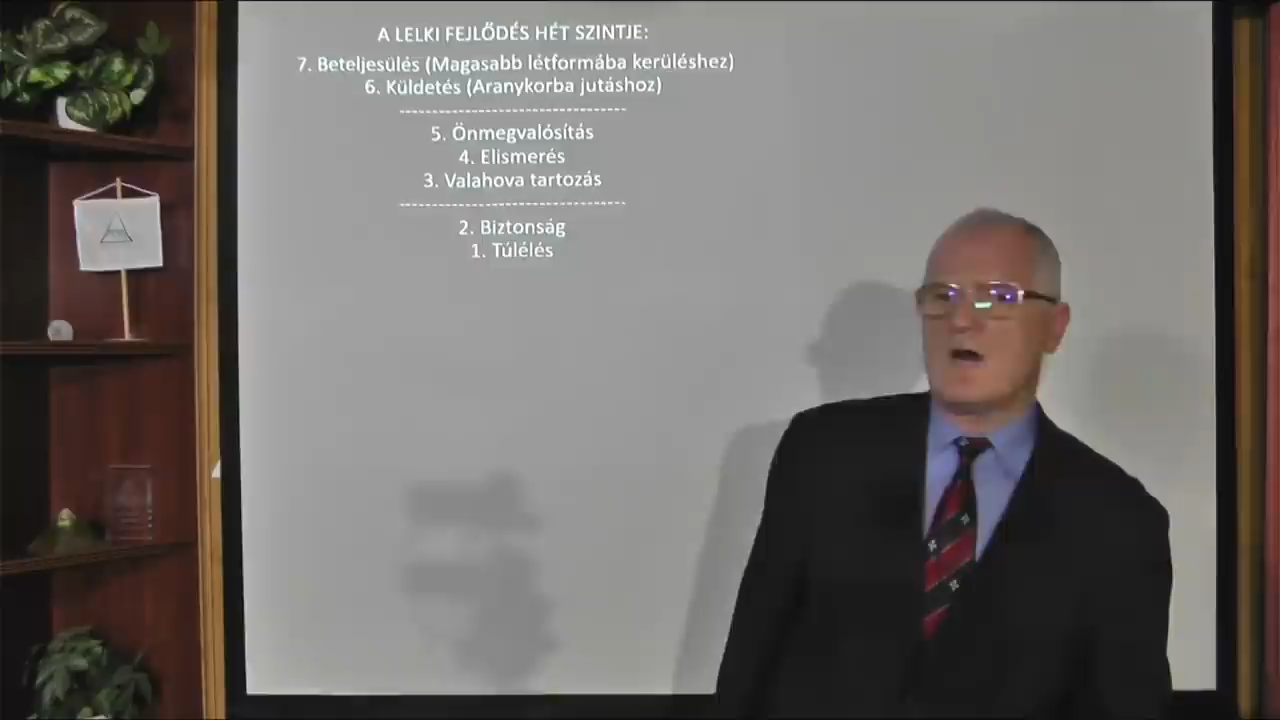 A LELKI FEJLŐDÉS HÉT SZINTJE:
7. Beteljesülés (Magasabb létformába kerüléshez)
6. Küldetés (Aranykorba jutáshoz)
--------------------------------
5. Önmegvalósítás
4. Elismerés
3. Valahova tartozás
--------------------------------
2. Biztonság
1. Túlélés